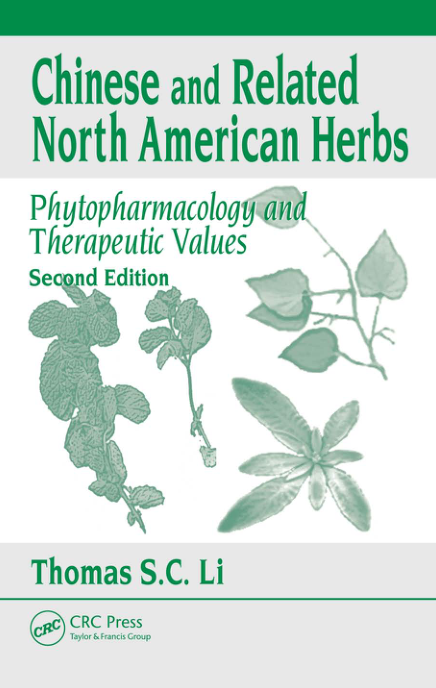 Chinese and Related
North American Herbs
Phytopharmacology and
Therapeutic Values
Second Edition
Thomas S.C. Li
CRC
CRC Press
Taylor & Francis Group